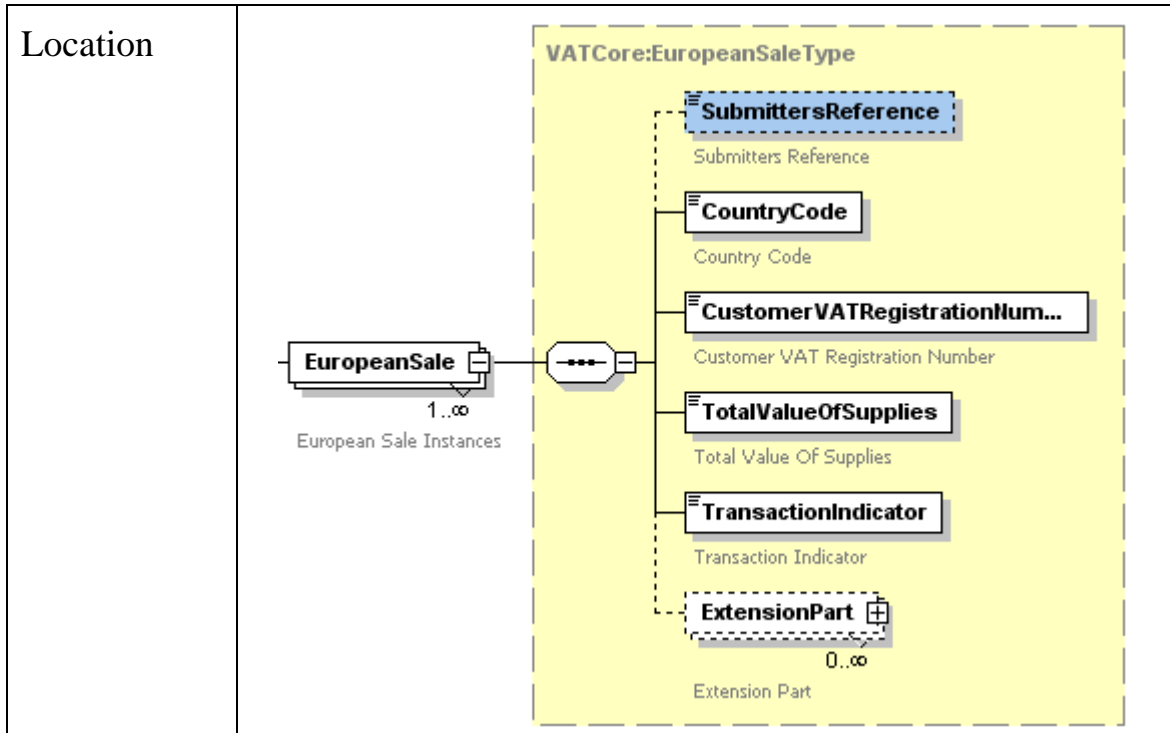 Location
VATCore:EuropeanSaleType
SubmittersReference
Submitters Reference
CountryCode
Country Code
CustomerVATRegistrationNum...
Customer VAT Registration Number
EuropeanSale
1..∞
European Sale Instances
TotalValueOfSupplies
Total Value Of Supplies
TransactionIndicator
Transaction Indicator
ExtensionPart
0..∞
Extension Part